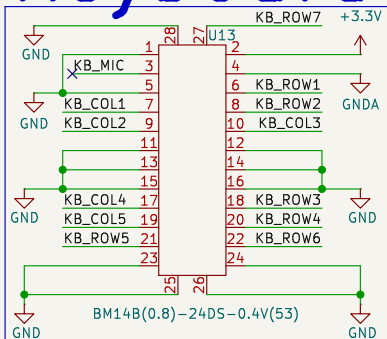 KB_ROW7
+3.3V
28
27
U13
GND
1
2
KB_MIC
3
4
5
6
KB_ROW1
GND
GNDA
KB_COL1
7
8
KB_ROW2
KB_COL2
9
10
KB_COL3
11
12
13
14
15
16
GND
KB_COL4
17
18
KB_ROW3
GND
KB_COL5
19
20
KB_ROW4
KB_ROW5
21
22
KB_ROW6
23
24
25
26
BM14B(0.8)-24DS-0.4V(53)
GND
GND